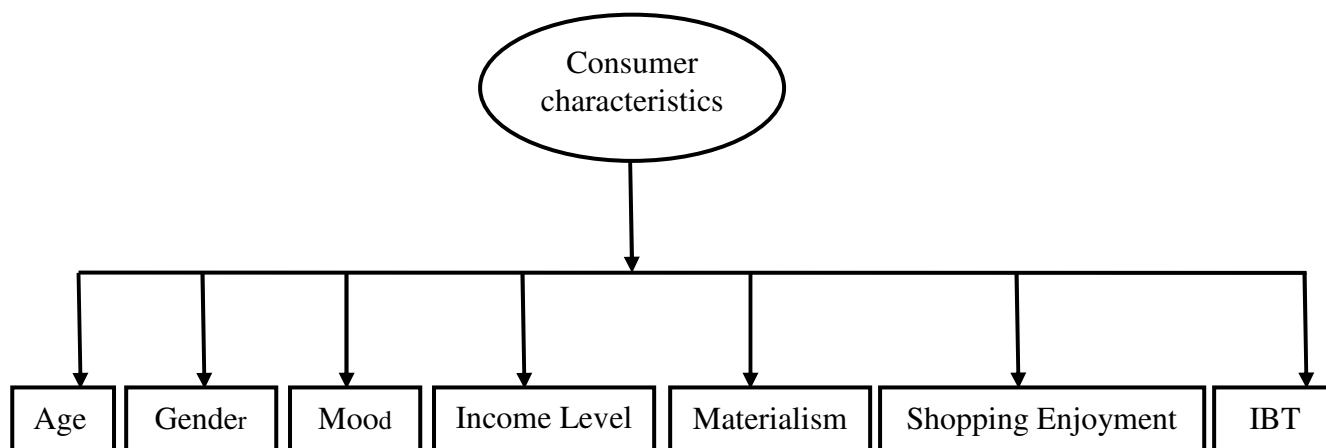 Consumer
characteristics
Age
Gender
Mood
Income Level
Materialism
Shopping Enjoyment
IBT